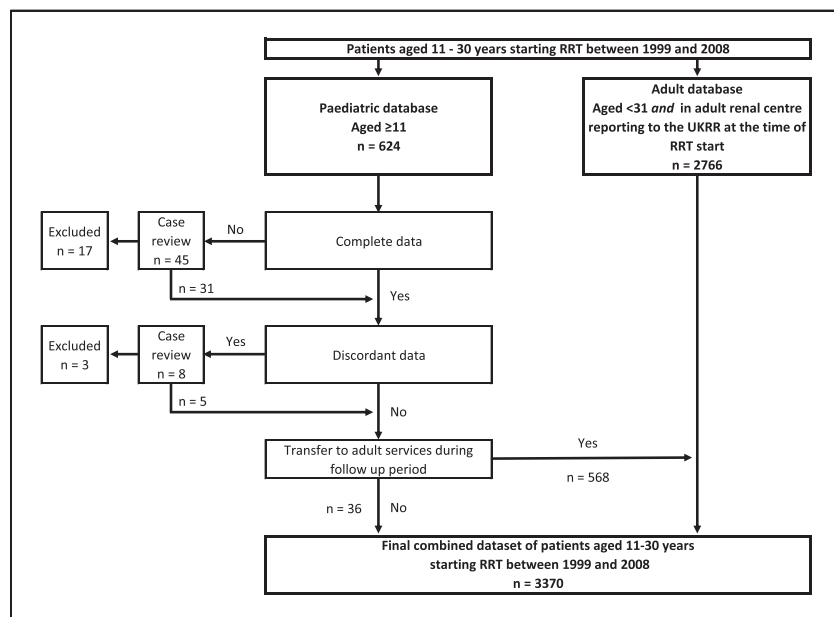 Patients aged 11 - 30 years starting RRT between 1999 and 2008
Paediatric database
Aged ≥11
n = 624
Adult database
Aged <31 and in adult renal centre
reporting to the UKRR at the time of
RRT start
n = 2766
Excluded
n = 17
Case
review
n = 45
No
Complete data
n = 31
Yes
Excluded
n = 3
Case
review
n = 8
Yes
Discordant data
n = 5
No
Transfer to adult services during
follow up period
Yes
n = 568
n = 36
No
Final combined dataset of patients aged 11-30 years
starting RRT between 1999 and 2008
n = 3370